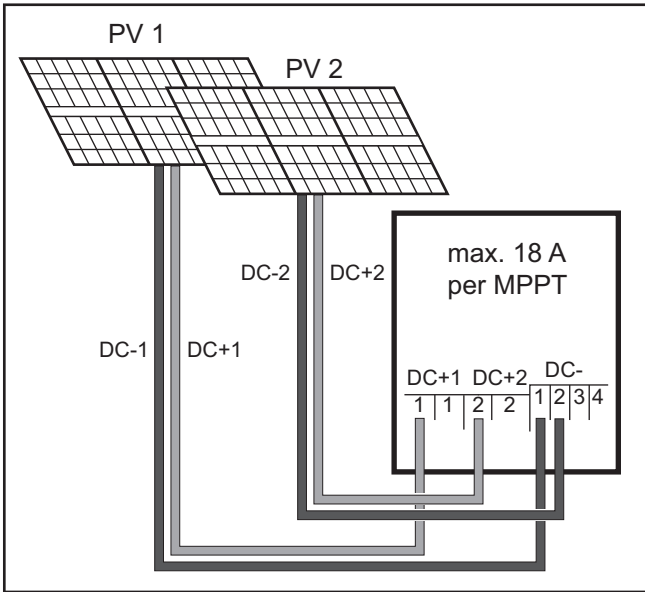 PV 1
PV 2
max. 18 A
per MPPT
DC-2
DC+2
DC-1
DC+1
DC+1 DC+2 DC-
1 1 2 2 1 2 3 4